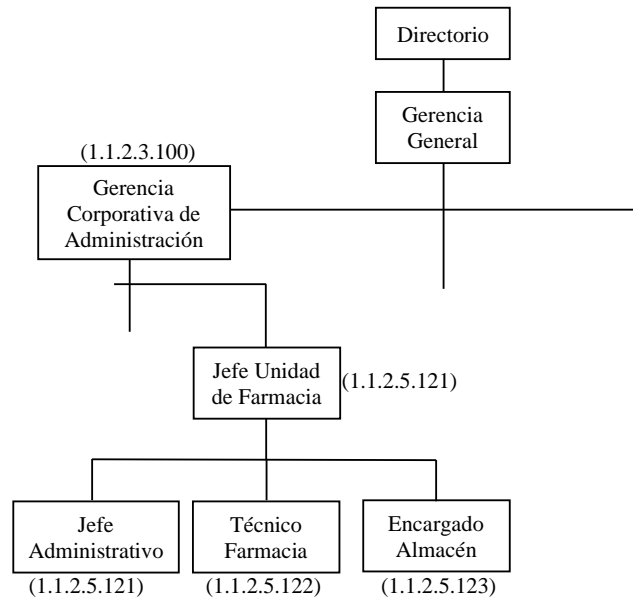 Directorio
Gerencia
General
(1.1.2.3.100)
Gerencia
Corporativa de
Administración
Jefe Unidad
de Farmacia
(1.1.2.5.121)
Jefe
Administrativo
Técnico
Farmacia
Encargado
Almacén
(1.1.2.5.121)
(1.1.2.5.122)
(1.1.2.5.123)